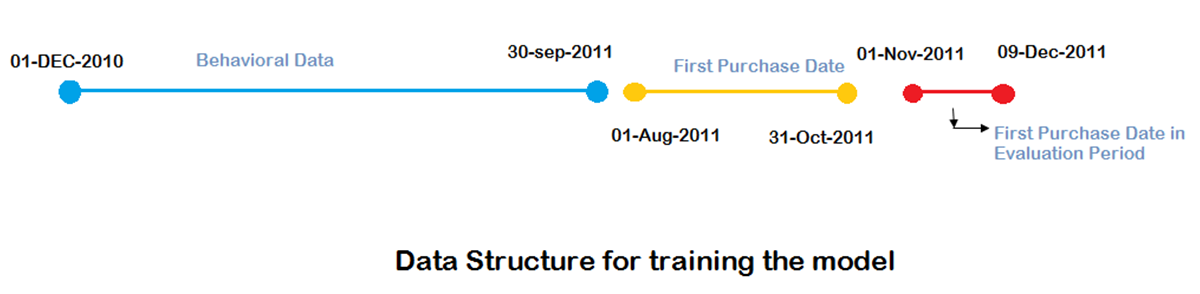 01-DEC-2010
Behavioral Data
30-sep-2011
First Purchase Date
01-Nov-2011
09-Dec-2011
01-Aug-2011
31-Oct-2011
First Purchase Date in
Evaluation Period
Data Structure for training the model